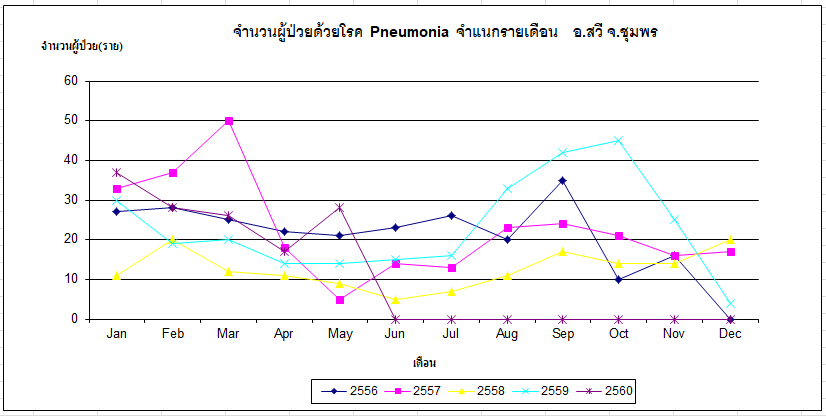 จำนวนผู้ป่วยด้วยโรค Pneumonia จำแนกรายเดือน อ.สวี จ.ชุมพร
จำนวนผู้ป่วย(ราย)
60
50
40
30
20
10
0
Jan Feb Mar Apr May Jun Jul Aug Sep Oct Nov Dec
เดือน
2556 2557 2558 2559 2560